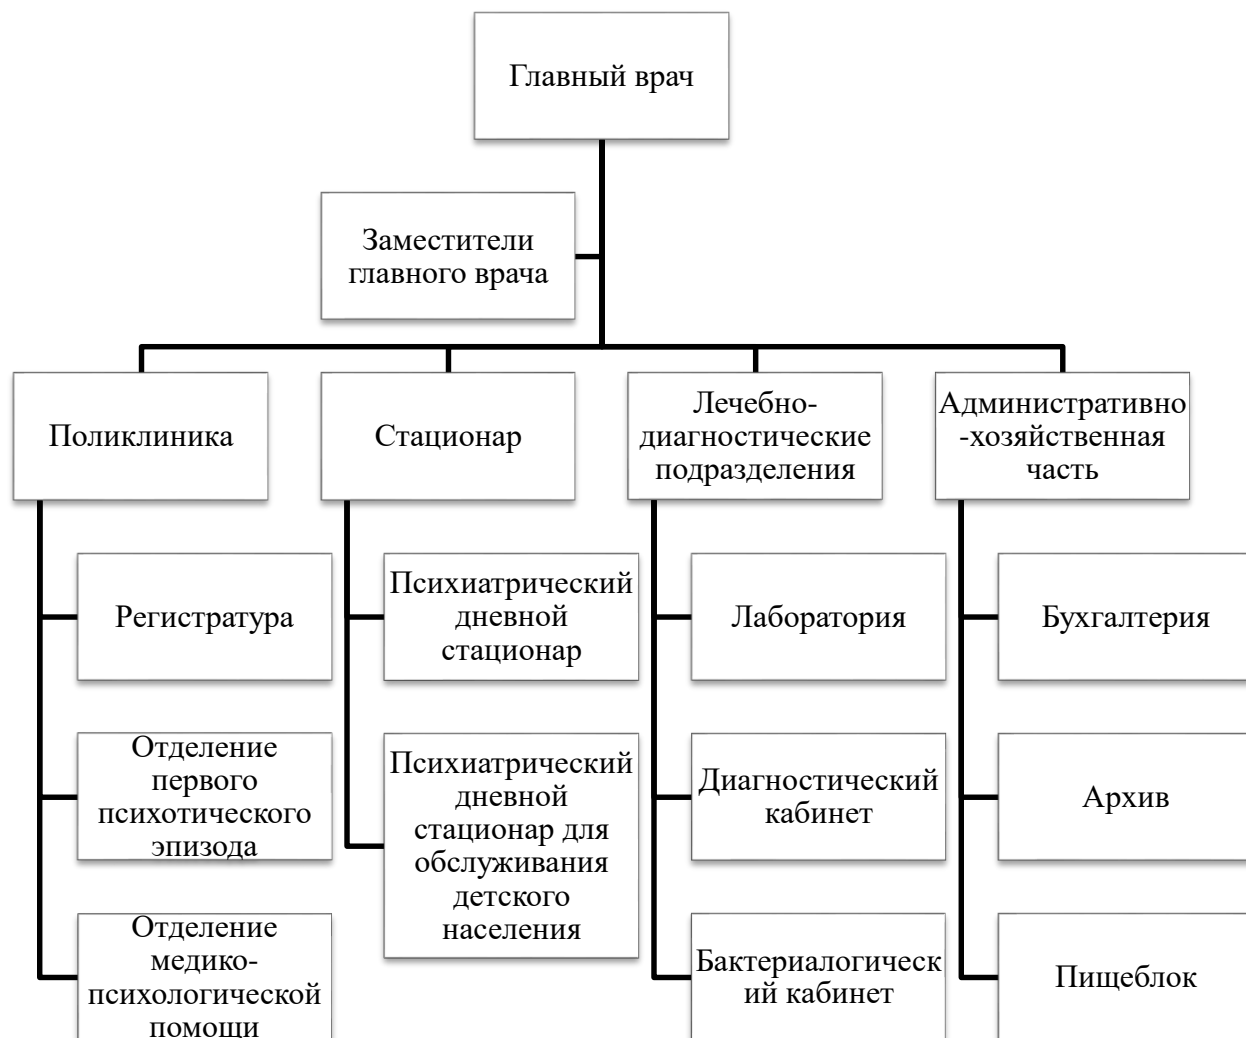 Главный врач
Заместители
главного врача
Поликлиника
Стационар
Лечебно-
диагностические
подразделения
Административно
-хозяйственная
часть
Регистратура
Психиатрический
дневной
стационар
Лаборатория
Бухгалтерия
Отделение
первого
психотического
эпизода
Психиатрический
дневной
стационар для
обслуживания
детского
населения
Диагностический
кабинет
Архив
Отделение
медико-
психологической
помощи
Бактериалогическ
ий кабинет
Пищеблок